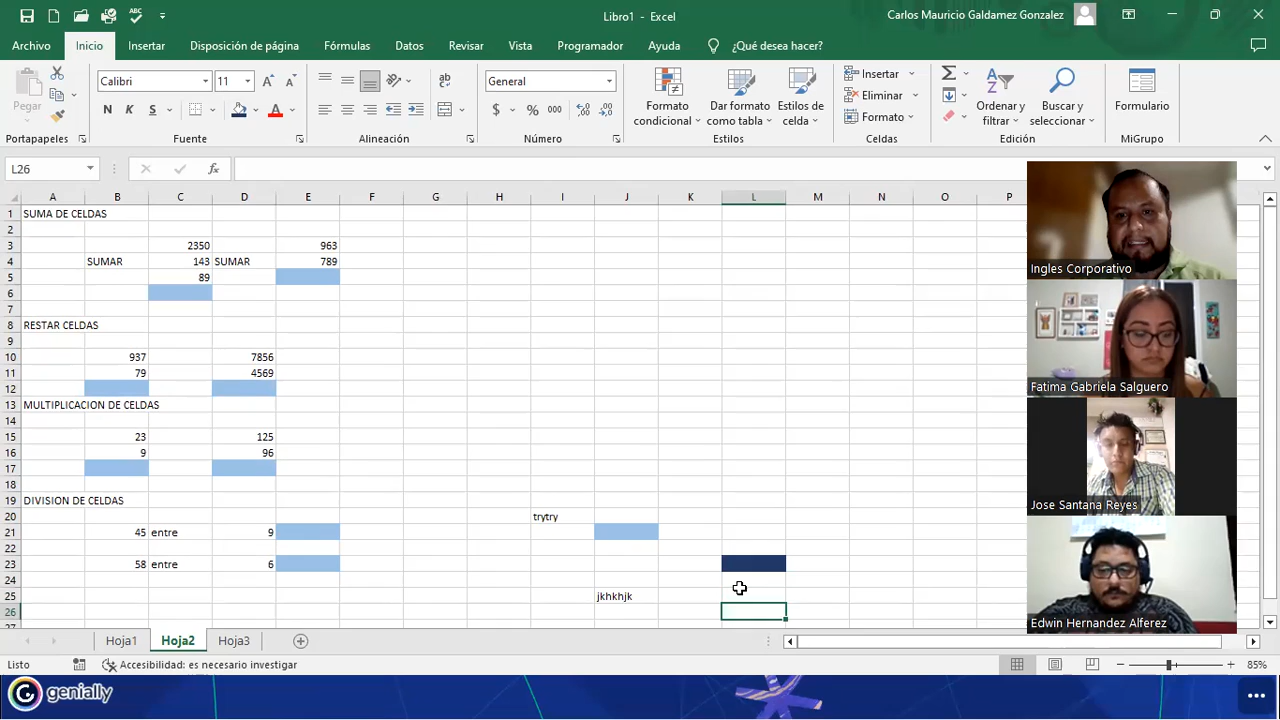 Libro1 - Excel
Carlos Mauricio Galdamez Gonzalez
Archivo Inicio Insertar Disposición de página Fórmulas Datos Revisar Vista Programador Ayuda ¿Qué desea hacer?
Pegar
Calibri 11
N K S
General
$ % 000
Formato condicional
Dar formato como tabla
Estilos de celda
Insertar
Eliminar
Formato
Ordenar y filtrar
Buscar y seleccionar
Formulario
Portapapeles Fuente Alineación Número Estilos Celdas Edición MiGrupo
L26
A B C D E F G H I J K L M N O P
1 SUMA DE CELDAS
2
3 2350 963
4 SUMAR 143 SUMAR 789
5 89
6
7
8 RESTAR CELDAS
9
10 937 7856
11 79 4569
12
13 MULTIPLICACION DE CELDAS
14
15 23 125
16 9 96
17
18
19 DIVISION DE CELDAS
20 trytry
21 45 entre 9
22
23 58 entre 6
24
25 jkhkhjk
26
27
Ingles Corporativo
Fatima Gabriela Salguero
Jose Santana Reyes
Edwin Hernandez Alferez
Hoja1 Hoja2 Hoja3
Listo Accesibilidad: es necesario investigar 85%
genially